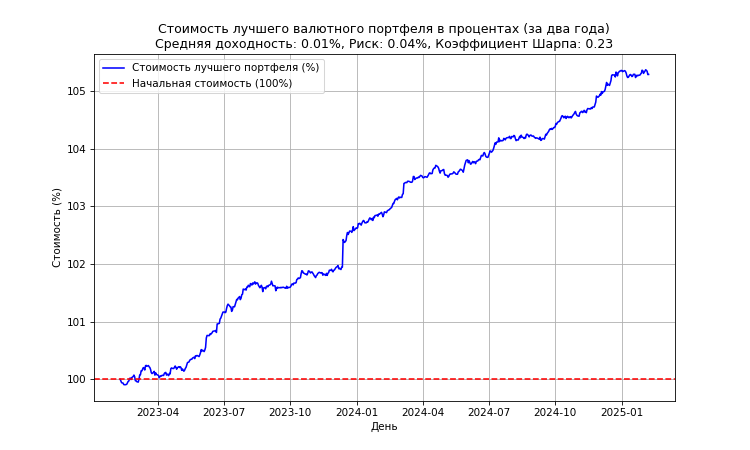 Стоимость лучшего валютного портфеля в процентах (за два года)
Средняя доходность: 0.01%, Риск: 0.04%, Коэффициент Шарпа: 0.23
Стоимость лучшего портфеля (%)
Начальная стоимость (100%)
Стоимость (%)
105
104
103
102
101
100
2023-04
2023-07
2023-10
2024-01
2024-04
2024-07
2024-10
2025-01
День